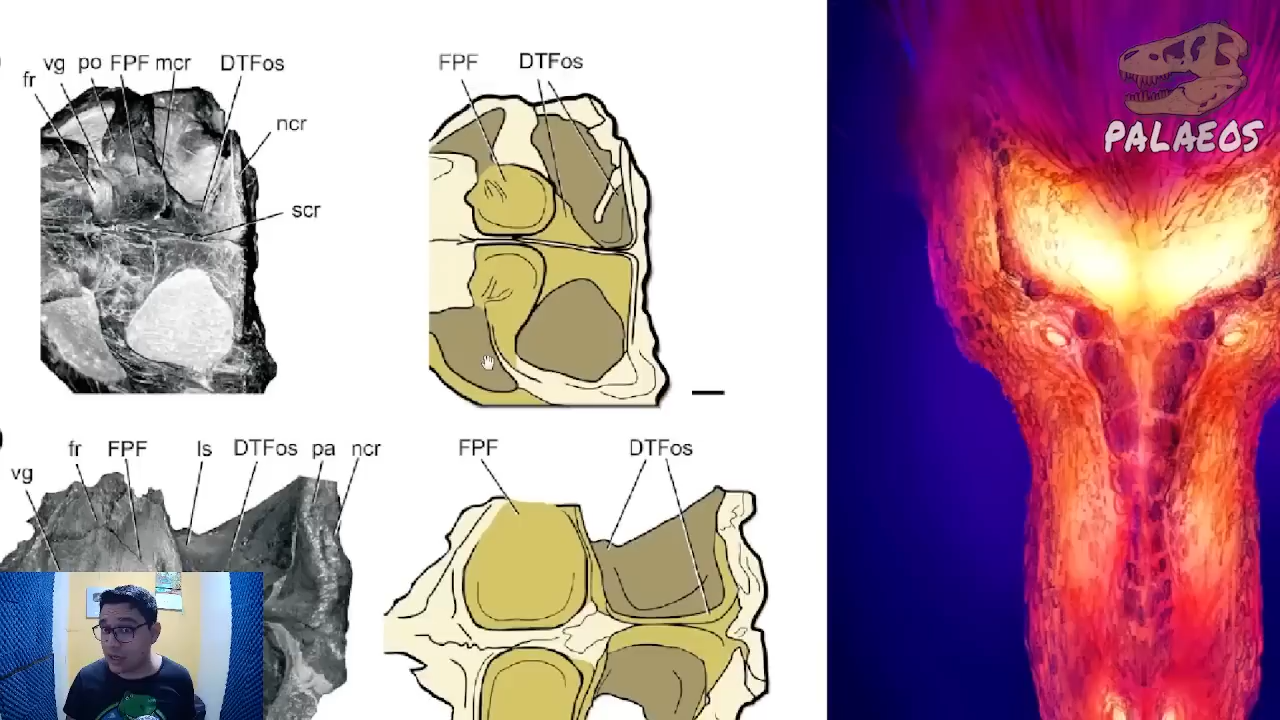 vg po FPF mcr DTFos
fr
ncr
scr
FPF DTFos
PALAEOS
fr FPF ls DTFos pa ncr
vg
FPF DTFos